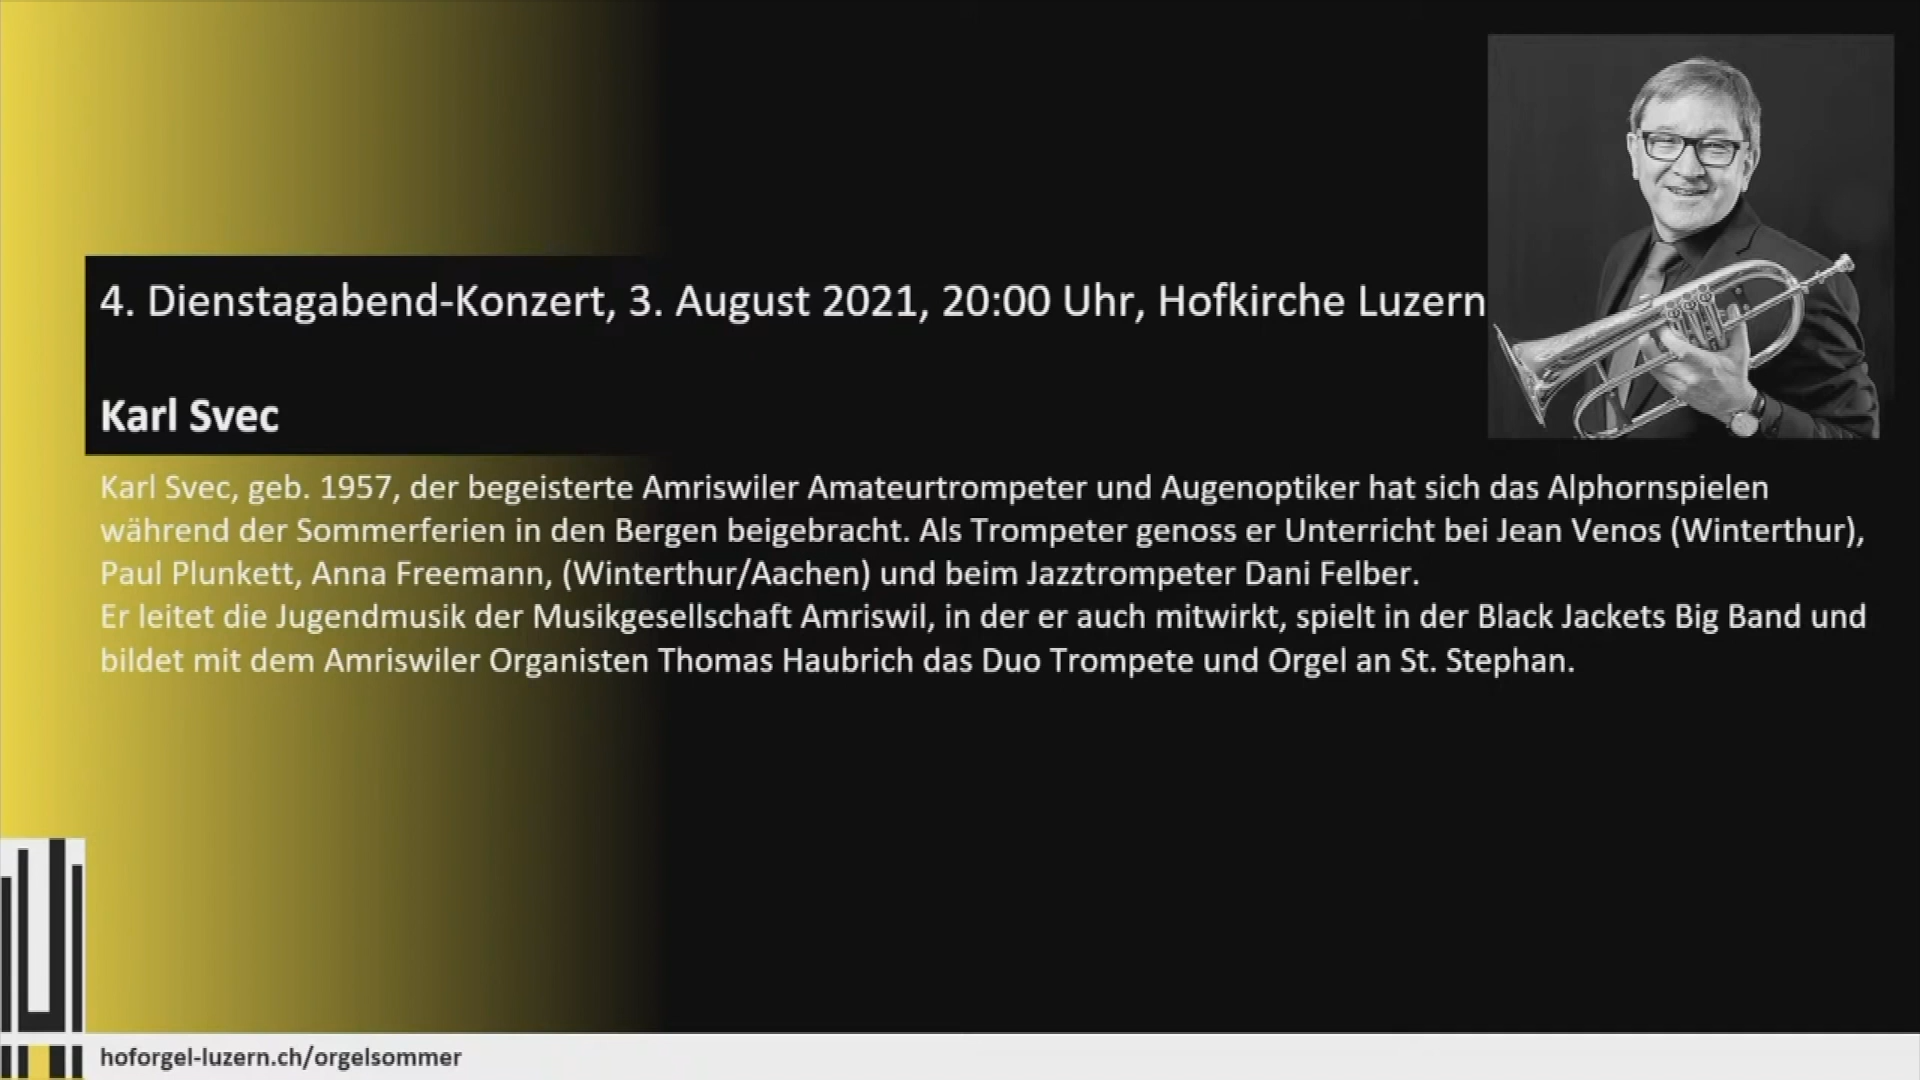 4. Dienstagabend-Konzert, 3. August 2021, 20:00 Uhr, Hofkirche Luzern
Karl Svec
Karl Svec, geb. 1957, der begeisterte Amriswiler Amateurtrompeter und Augenoptiker hat sich das Alphornspielen
während der Sommerferien in den Bergen beigebracht. Als Trompeter genoss er Unterricht bei Jean Venos (Winterthur),
Paul Plunkett, Anna Freemann, (Winterthur/Aachen) und beim Jazztrompeter Dani Felber.
Er leitet die Jugendmusik der Musikgesellschaft Amriswil, in der er auch mitwirkt, spielt in der Black Jackets Big Band und
bildet mit dem Amriswiler Organisten Thomas Haubrich das Duo Trompete und Orgel an St. Stephan.
hoforgel-luzern.ch/orgelsommer